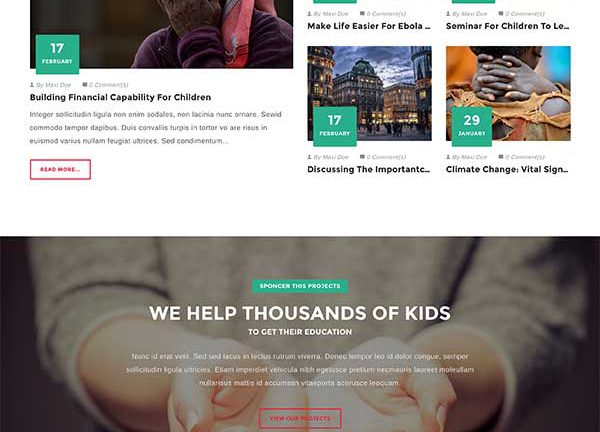 By Maxi Doe 0 Comment(s)
Make Life Easier For Ebola ...
By Maxi Doe 0 Comment(s)
Seminar For Children To Le...
17
FEBRUARY
By Maxi Doe 0 Comment(s)
Building Financial Capability For Children
Integer sollicitudin ligula non enim sodales, non lacinia nunc ornare. Sewid
commodo tempor dapibus. Duis convallis turpis in tortor vo are risus in
euismod varius nullam feugiat ultrices. Sed condimentum...
READ MORE...
17
FEBRUARY
By Maxi Doe 0 Comment(s)
Discussing The Importantc...
29
JANUARY
By Maxi Doe 0 Comment(s)
Climate Change: Vital Sign...
SPONCER THIS PROJECTS
WE HELP THOUSANDS OF KIDS
TO GET THEIR EDUCATION
Nunc id erat velit. Sed sed lacus in lectus rutrum viverra. Donec tempor leo id dolor congue, semper
sollicitudin ligula ultricies. Etiam imperdiet vehicula nibh egetusce pretium necmauris laoreet moleullam
nullamus mattis id accumsan vitaeporta acorusce leoquam.
VIEW OUR PROJECTS